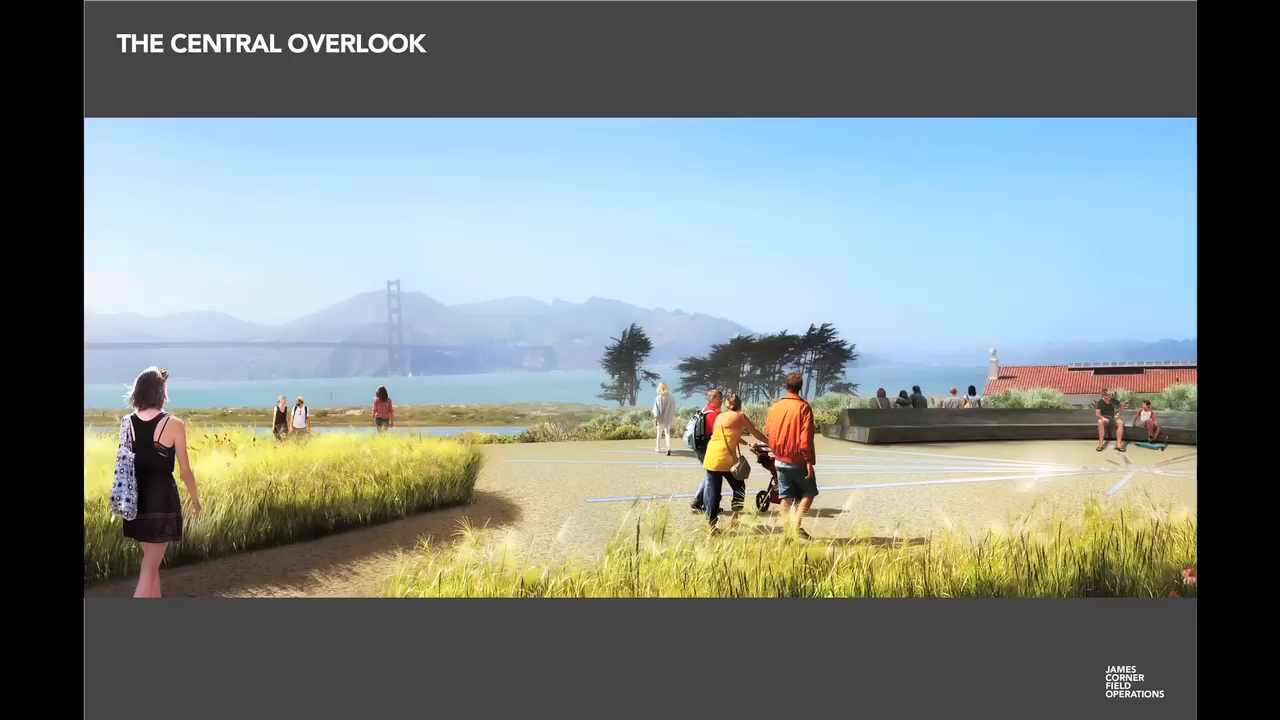 THE CENTRAL OVERLOOK
JAMES
CORNER
FIELD
OPERATIONS